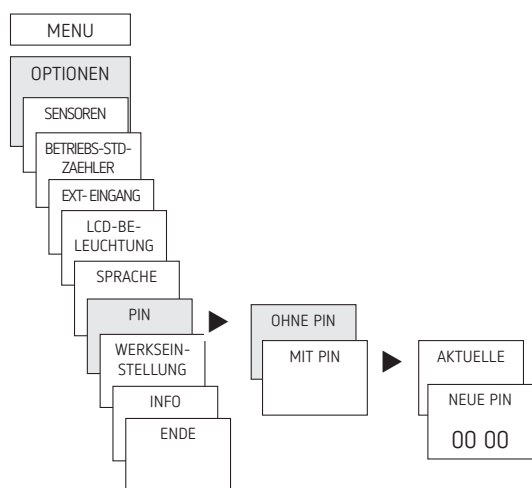 MENU
OPTIONEN
SENSOREN
BETRIEBS-STD-
ZAEHLER
EXT- EINGANG
LCD-BE-
LEUCHTUNG
SPRACHE
PIN
WERKSEIN-
STELLUNG
INFO
ENDE
OHNE PIN
MIT PIN
AKTUELLE
NEUE PIN
00 00